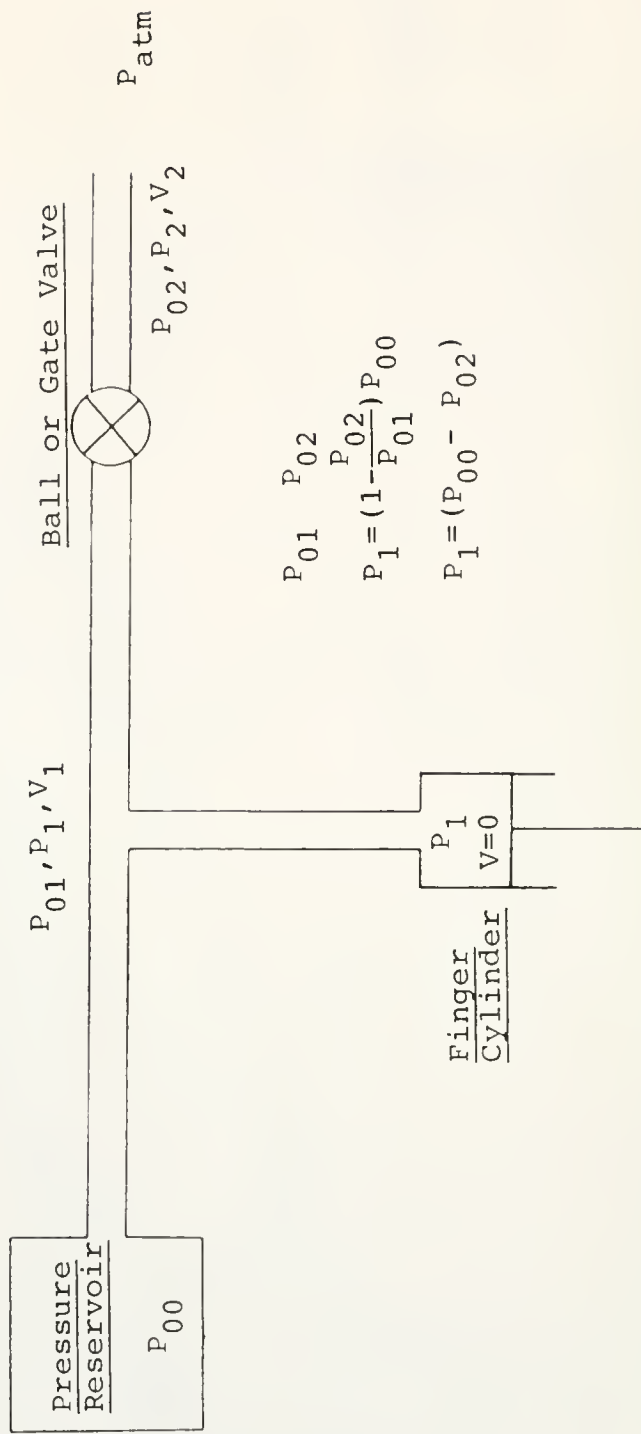 Pressure
Reservoir
P00
P01,P1,V1
Ball or Gate Valve
P02,P2,V2
Patm
Finger
Cylinder
P1
V=0
P01 P02
P1=(1-P02/P01)P00
P1=(P00- P02)